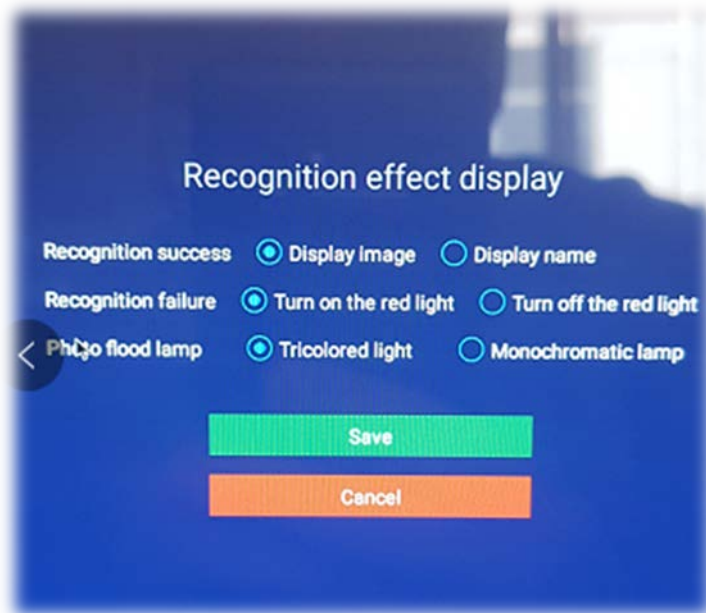 Recognition effect display
Recognition success Display image Display name
Recognition failure Turn on the red light Turn off the red light
Photo flood lamp Tricolored light Monochromatic lamp
Save
Cancel